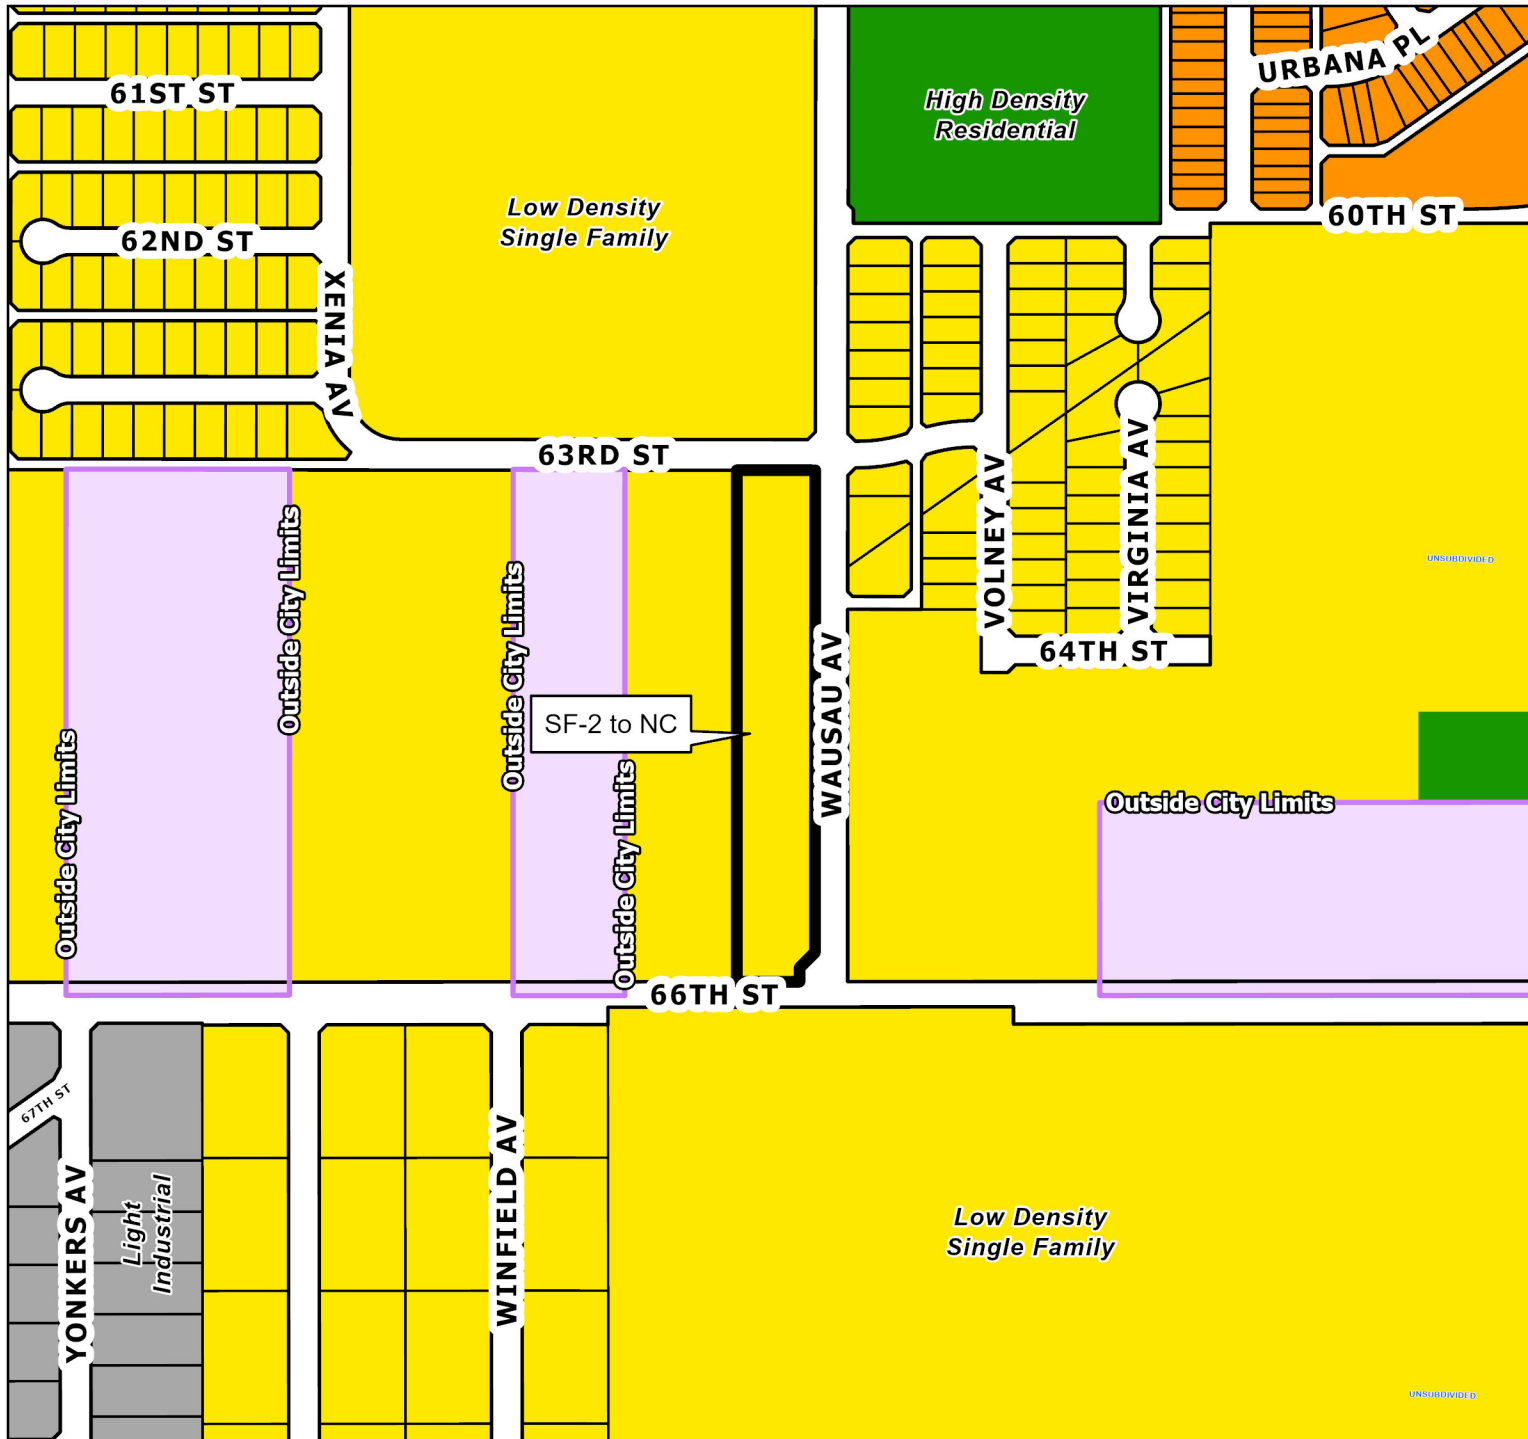 61ST ST
High Density
Residential
URBANA PL
60TH ST
Low Density
Single Family
62ND ST
XENIA AV
63RD ST
VOLNEY AV
VIRGINIA AV
UNSUBDIVIDED
Outside City Limits
Outside City Limits
Outside City Limits
Outside City Limits
SF-2 to NC
WAUSAU AV
64TH ST
Outside City Limits
66TH ST
67TH ST
YONKERS AV
Light
Industrial
WINFIELD AV
Low Density
Single Family
UNSUBDIVIDED